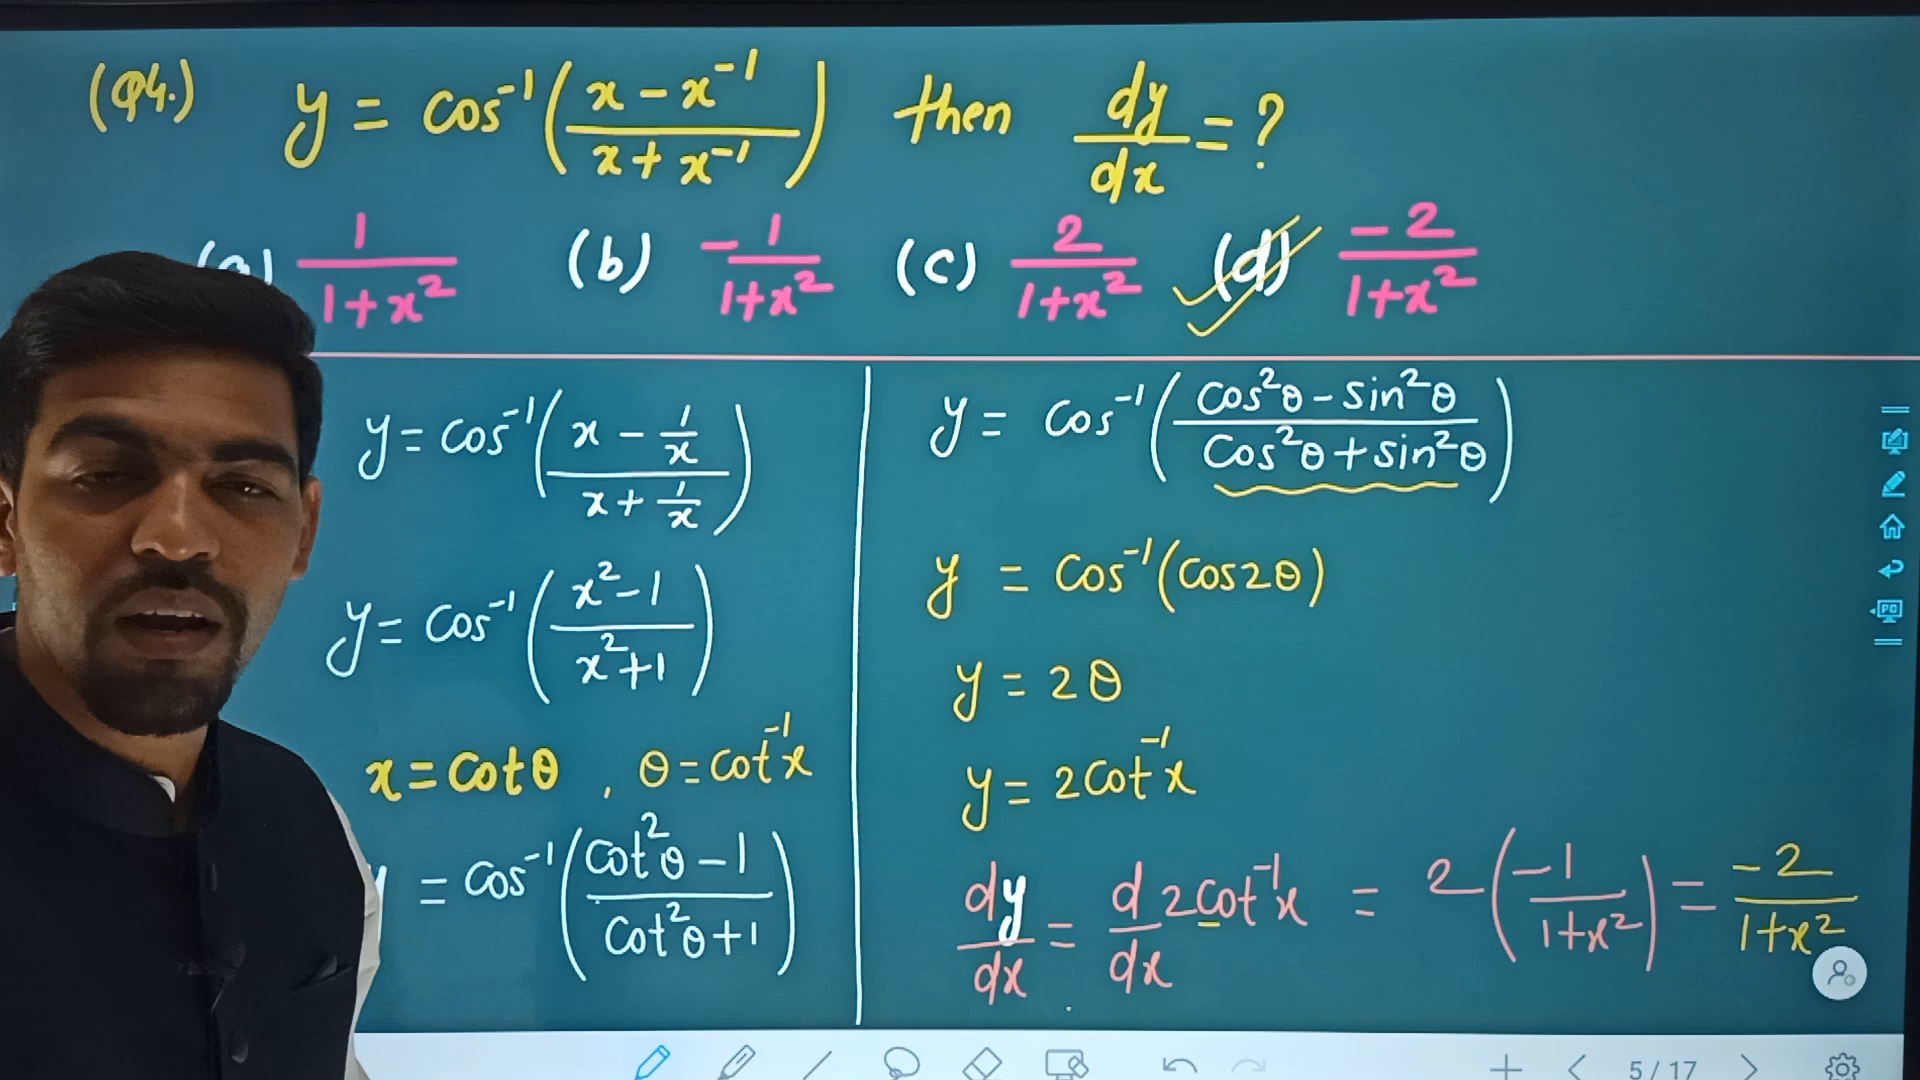 (Q4.) y = cos⁻¹((x - x⁻¹)/(x + x⁻¹)) then dy/dx = ?
(a) 1/(1+x²) (b) -1/(1+x²) (c) 2/(1+x²) (d) -2/(1+x²)
y = cos⁻¹((x - 1/x)/(x + 1/x))
y = cos⁻¹((x²-1)/(x²+1))
x = cotθ , θ = cot⁻¹x
y = cos⁻¹((cot²θ - 1)/(cot²θ + 1))
y = cos⁻¹((cos²θ - sin²θ)/(cos²θ + sin²θ))
y = cos⁻¹(cos2θ)
y = 2θ
y = 2cot⁻¹x
dy/dx = d/dx 2cot⁻¹x = 2(-1/(1+x²)) = -2/(1+x²)
5 / 17